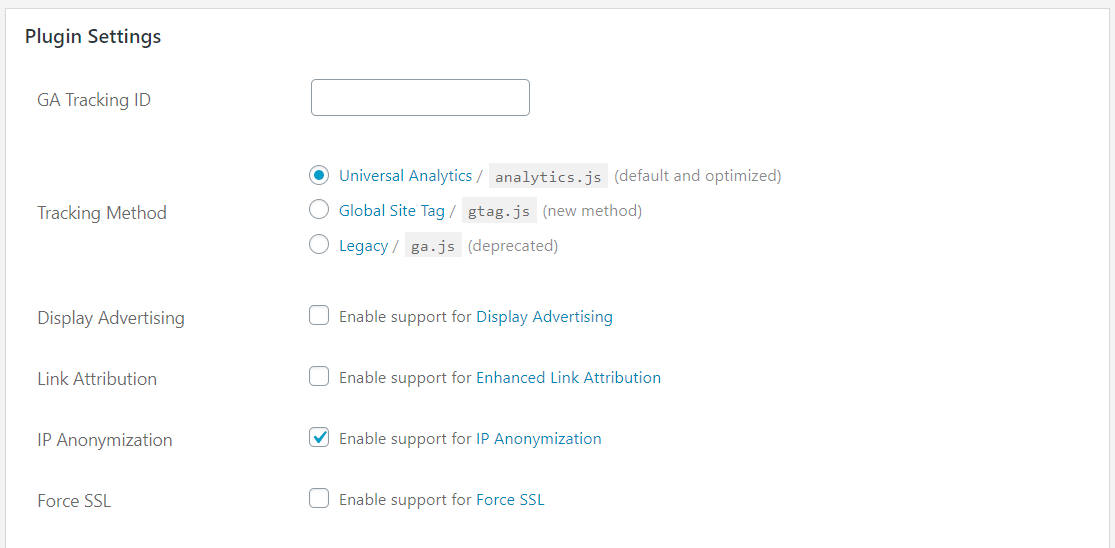 Plugin Settings
GA Tracking ID
Tracking Method
Universal Analytics / analytics.js (default and optimized)
Global Site Tag / gtag.js (new method)
Legacy / ga.js (deprecated)
Display Advertising
Enable support for Display Advertising
Link Attribution
Enable support for Enhanced Link Attribution
IP Anonymization
Enable support for IP Anonymization
Force SSL
Enable support for Force SSL